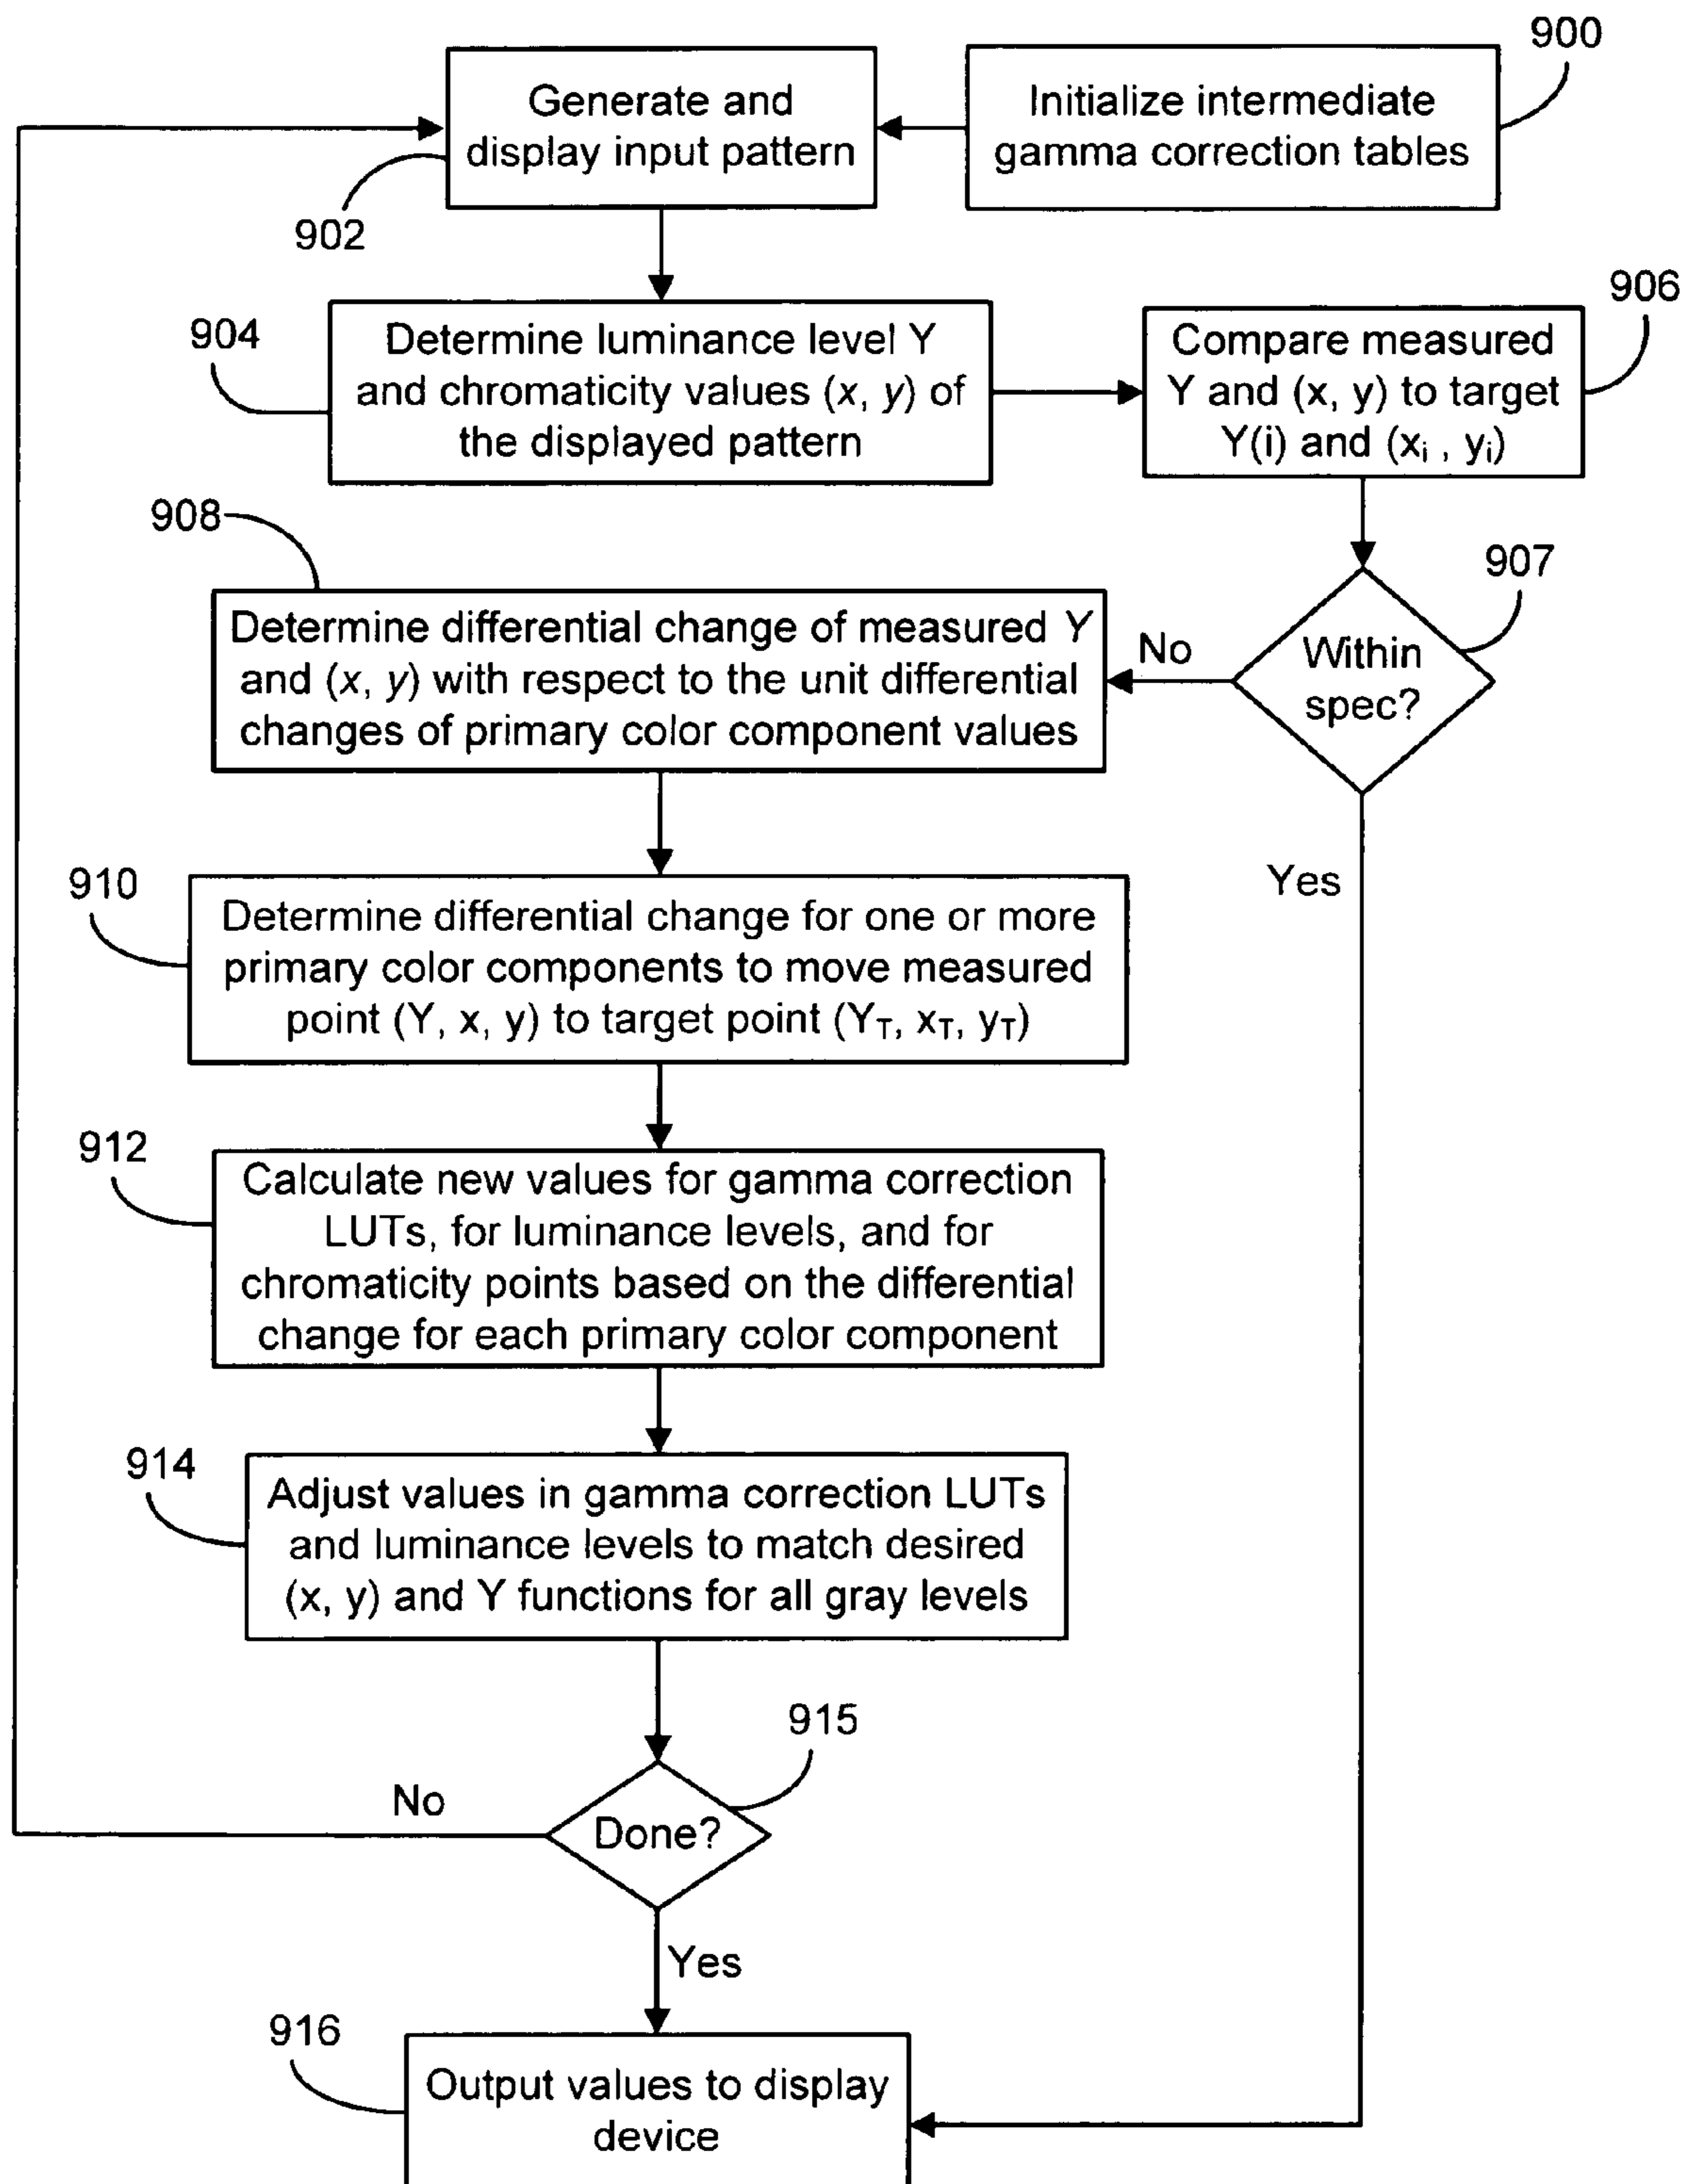 900
Generate and
display input pattern
Initialize intermediate
gamma correction tables
902
904
Determine luminance level Y
and chromaticity values (x, y) of
the displayed pattern
906
Compare measured
Y and (x, y) to target
Y(i) and (xᵢ , yᵢ)
908
Determine differential change of measured Y
and (x, y) with respect to the unit differential
changes of primary color component values
No
907
Within
spec?
Yes
910
Determine differential change for one or more
primary color components to move measured
point (Y, x, y) to target point (Y_T, x_T, y_T)
912
Calculate new values for gamma correction
LUTs, for luminance levels, and for
chromaticity points based on the differential
change for each primary color component
914
Adjust values in gamma correction LUTs
and luminance levels to match desired
(x, y) and Y functions for all gray levels
915
No
Done?
Yes
916
Output values to display
device